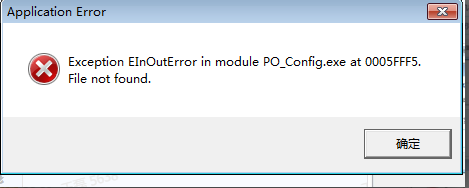 Application Error
Exception EInOutError in module PO_Config.exe at 0005FFF5.
File not found.
确定